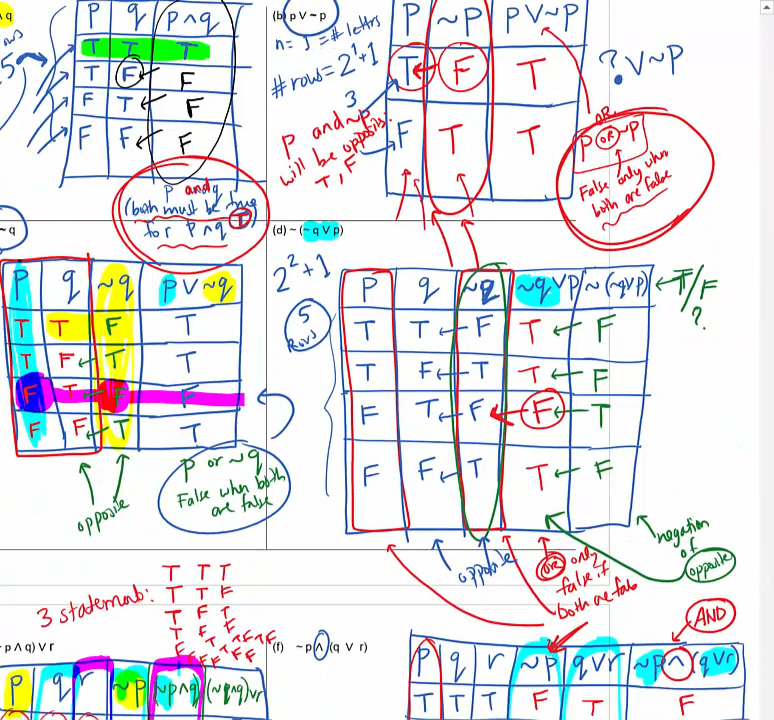 ∧ q
ows
5
p q p∧q
T T T
T F F
F T F
F F F
p and q
(both must be true
for p∧q T)
(b) p V ~ p
n = 1 = # letters
# rows = 2^1 + 1
3
p and ~p
will be opposite:
T, F
P ~P P V ~P
T F T
F T T
? V ~P
OR
P OR ~P
False only when
both are false
~ q
p q ~q p V ~q
T T F T
T F T T
F T F F
F F T T
opposite
p or ~q
False when both
are false
(d) ~ (~ q V p)
2^2 + 1
5
Rows
P q ~q ~q V P ~(~q V P)
T T F T F
T F T T F
F T F F T
F F T T F
T/F
?
opposite
OR only
false if
both are false
negation
of
opposite
3 statements:
T T T
T T F
T F T
T F F
F T T
F T F
F F T
F F F
p ∧ q) V r
p q r ~p ~p∧q (~p∧q) V r
(f) ~ p ∧ (q V r)
AND
P q r ~p q V r ~p ∧ (q V r)
T T T F T F